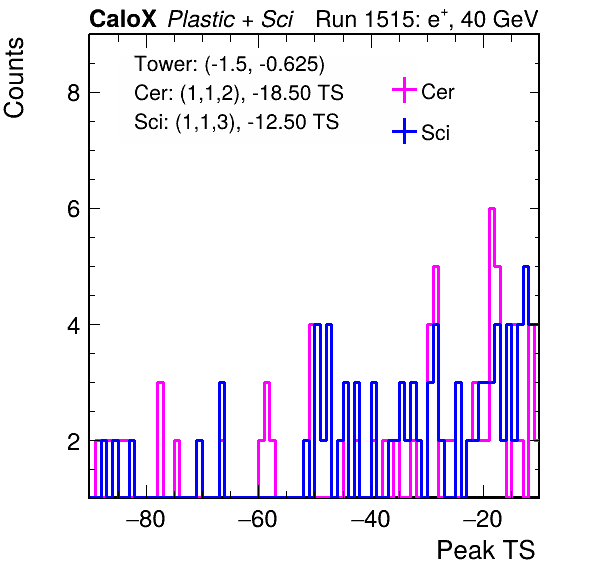 CaloX Plastic + Sci Run 1515: e⁺, 40 GeV
Counts
Tower: (-1.5, -0.625)
Cer: (1,1,2), -18.50 TS
Sci: (1,1,3), -12.50 TS
Cer
Sci
8
6
4
2
−80 −60 −40 −20
Peak TS